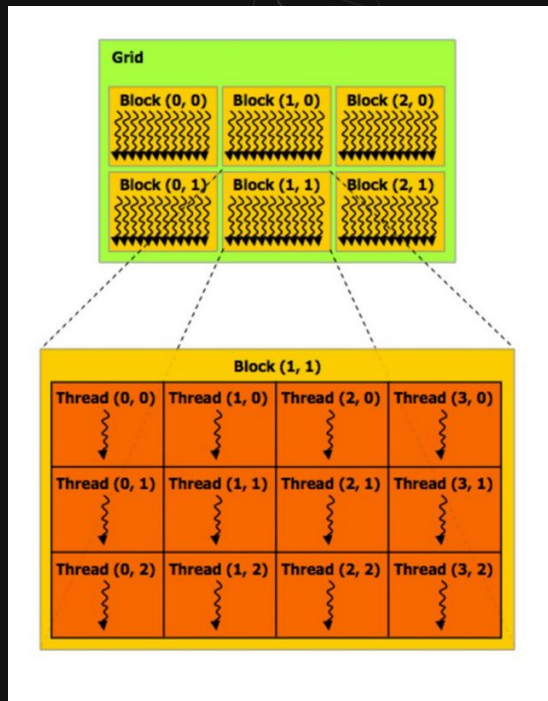 Grid
Block (0, 0) Block (1, 0) Block (2, 0)
Block (0, 1) Block (1, 1) Block (2, 1)
Block (1, 1)
Thread (0, 0) Thread (1, 0) Thread (2, 0) Thread (3, 0)
Thread (0, 1) Thread (1, 1) Thread (2, 1) Thread (3, 1)
Thread (0, 2) Thread (1, 2) Thread (2, 2) Thread (3, 2)